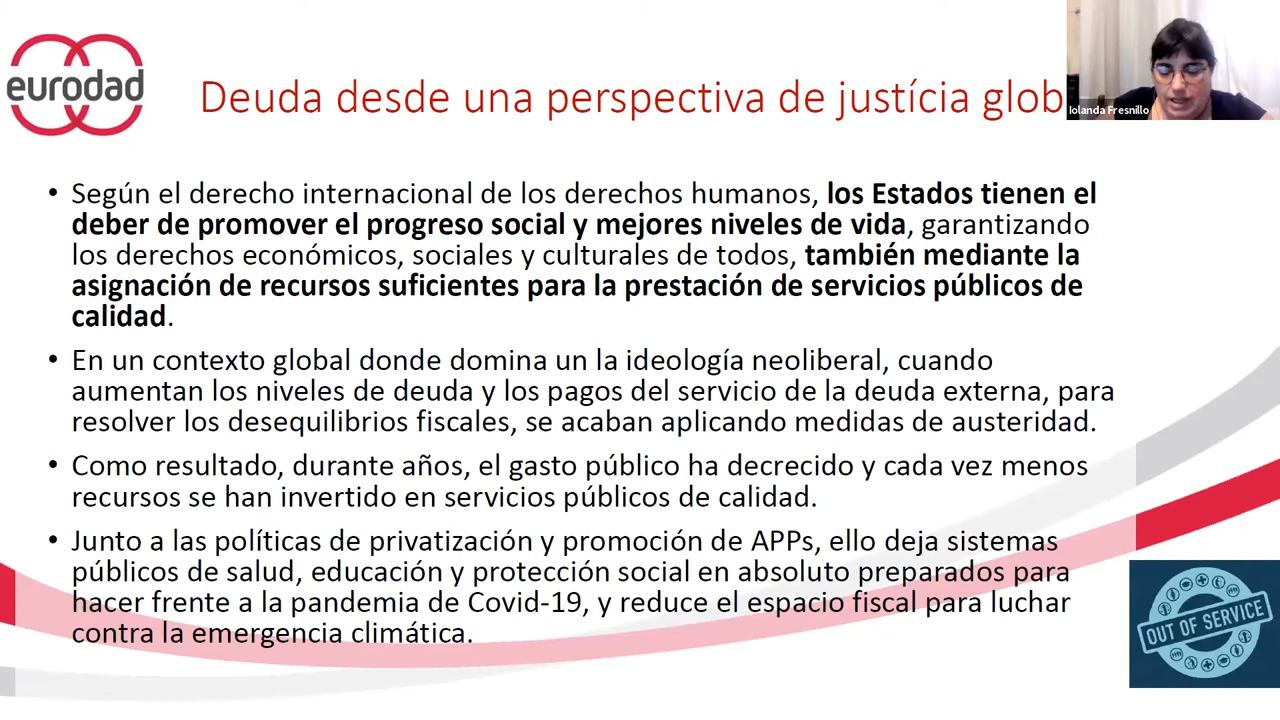 eurodad
Deuda desde una perspectiva de justícia glob
Iolanda Fresnillo
• Según el derecho internacional de los derechos humanos, los Estados tienen el
deber de promover el progreso social y mejores niveles de vida, garantizando
los derechos económicos, sociales y culturales de todos, también mediante la
asignación de recursos suficientes para la prestación de servicios públicos de
calidad.
• En un contexto global donde domina un la ideología neoliberal, cuando
aumentan los niveles de deuda y los pagos del servicio de la deuda externa, para
resolver los desequilibrios fiscales, se acaban aplicando medidas de austeridad.
• Como resultado, durante años, el gasto público ha decrecido y cada vez menos
recursos se han invertido en servicios públicos de calidad.
• Junto a las políticas de privatización y promoción de APPs, ello deja sistemas
públicos de salud, educación y protección social en absoluto preparados para
hacer frente a la pandemia de Covid-19, y reduce el espacio fiscal para luchar
contra la emergencia climática.
OUT OF SERVICE